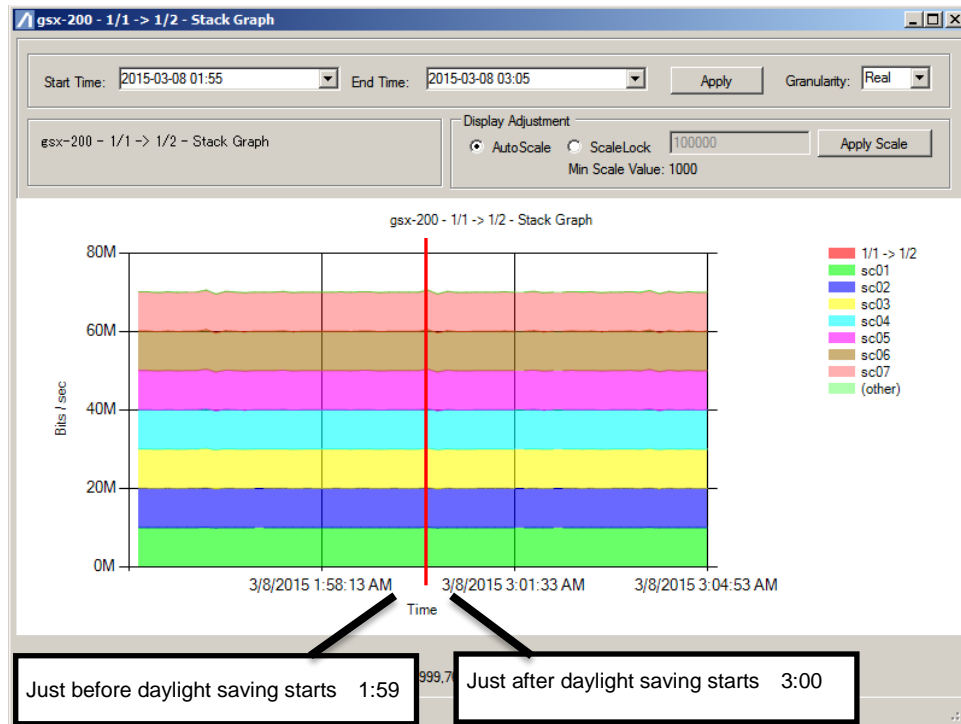 gsx-200 - 1/1 -> 1/2 - Stack Graph
Start Time: 2015-03-08 01:55 End Time: 2015-03-08 03:05 Apply Granularity: Real
gsx-200 - 1/1 -> 1/2 - Stack Graph
Display Adjustment
AutoScale ScaleLock 100000 Apply Scale
Min Scale Value: 1000
gsx-200 - 1/1 -> 1/2 - Stack Graph
80M
60M
40M
20M
0M
Bits / sec
1/1 -> 1/2
sc01
sc02
sc03
sc04
sc05
sc06
sc07
(other)
3/8/2015 1:58:13 AM 3/8/2015 3:01:33 AM 3/8/2015 3:04:53 AM
Time
Just before daylight saving starts 1:59
Just after daylight saving starts 3:00